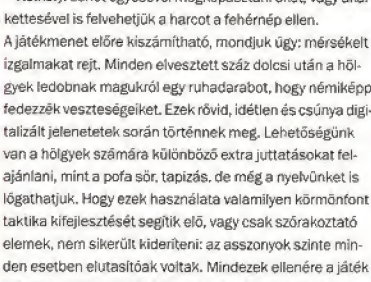 kettesével is felvehetjük a harcot a fehérnép ellen.
A játékmenet előre kiszámítható, mondjuk úgy: mérsékelt
izgalmakat rejt. Minden elvesztett száz dolcsi után a höl-
gyek ledobnak magukról egy ruhadarabot, hogy némiképp
fedezzék veszteségeiket. Ezek rövid, idétlen és csúnya digi-
talizált jelenetetek során történnek meg. Lehetőségünk
van a hölgyek számára különböző extra juttatásokat fel-
ajánlani, mint a pofa sör, tapizás, de még a nyelvünket is
lógathatjuk. Hogy ezek használata valamilyen körmönfont
taktika kifejlesztését segítik elő, vagy csak szórakoztató
elemek, nem sikerült kideríteni: az asszonyok szinte min-
den esetben elutasítóak voltak. Mindezek ellenére a játék